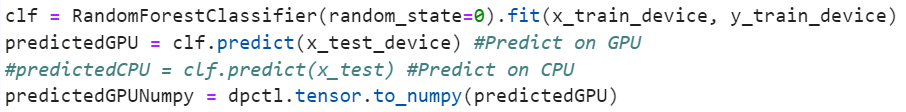 clf = RandomForestClassifier(random_state=0).fit(x_train_device, y_train_device)
predictedGPU = clf.predict(x_test_device) #Predict on GPU
#predictedCPU = clf.predict(x_test) #Predict on CPU
predictedGPUNumpy = dpctl.tensor.to_numpy(predictedGPU)